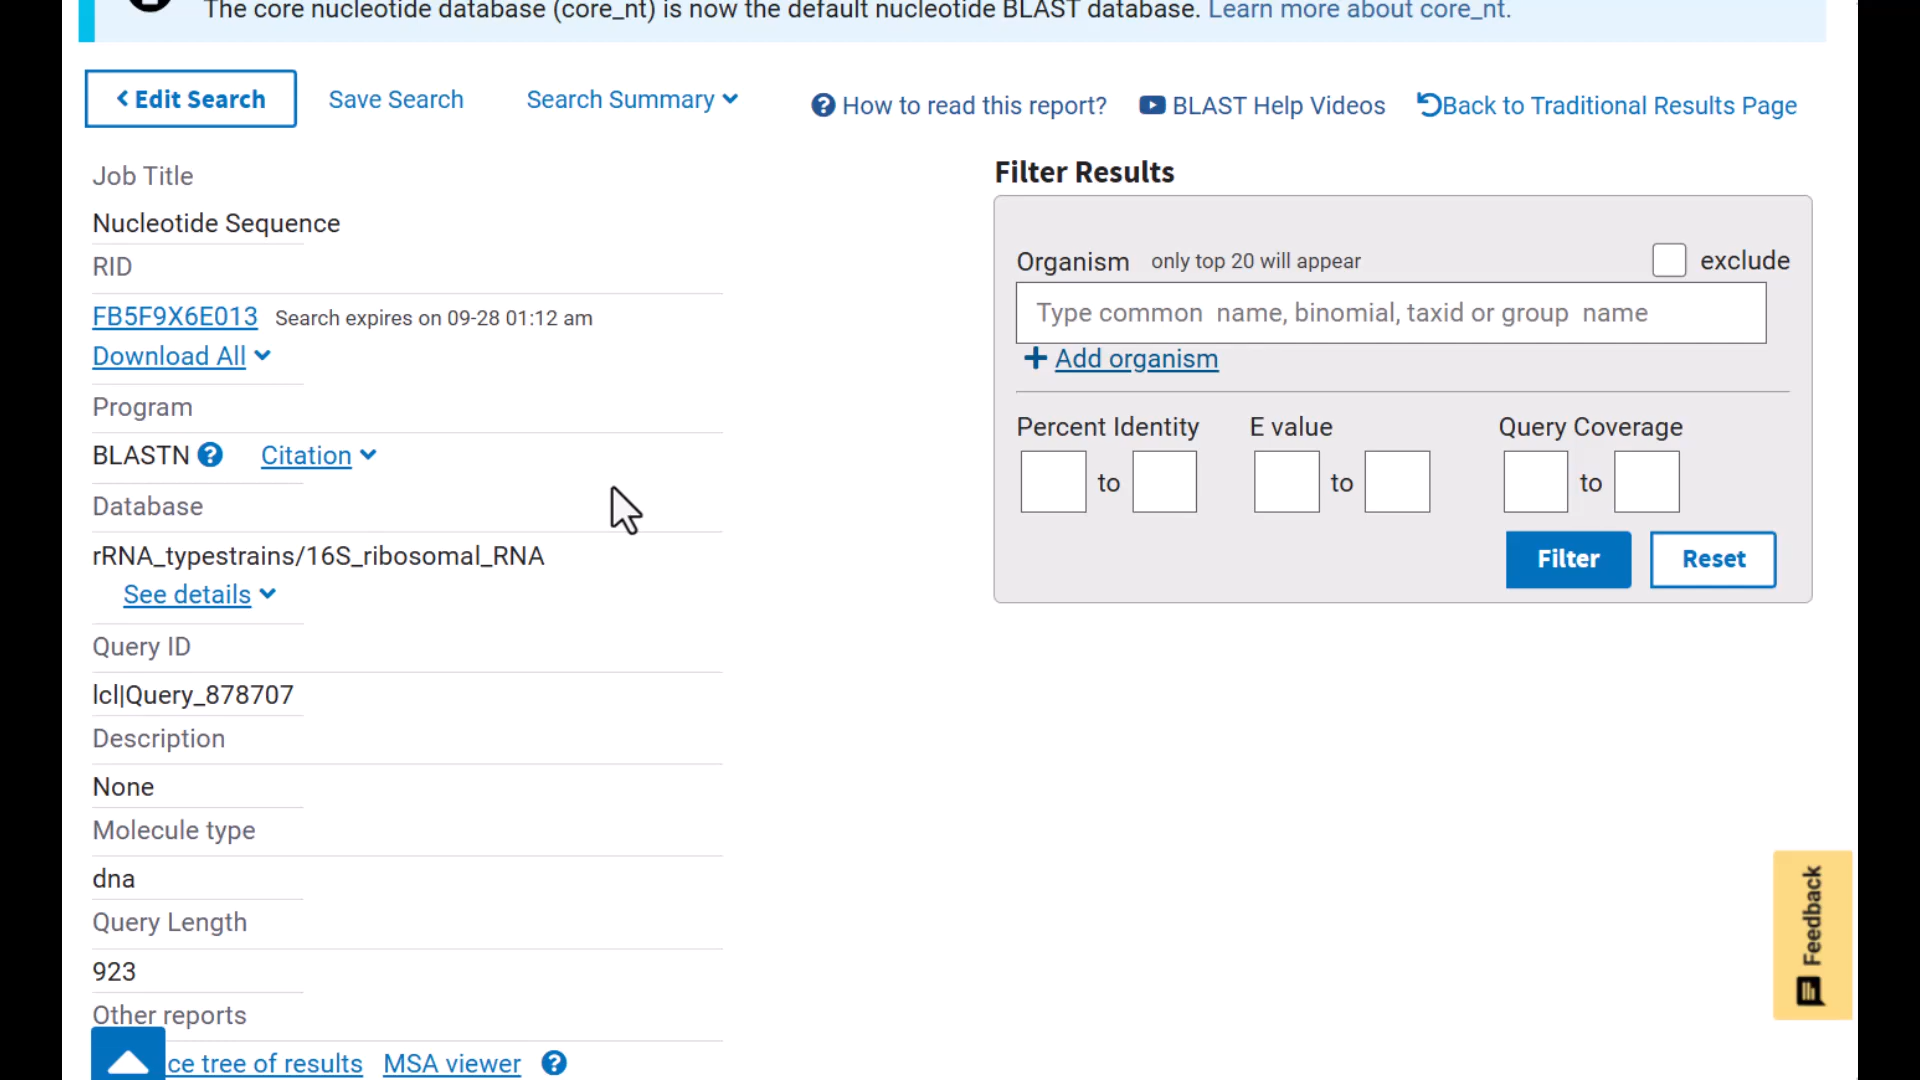 The core nucleotide database (core_nt) is now the default nucleotide BLAST database. Learn more about core_nt.
Edit Search
Save Search
Search Summary
How to read this report?
BLAST Help Videos
Back to Traditional Results Page
Job Title
Nucleotide Sequence
RID
FB5F9X6E013 Search expires on 09-28 01:12 am
Download All
Program
BLASTN Citation
Database
rRNA_typestrains/16S_ribosomal_RNA
See details
Query ID
lcl|Query_878707
Description
None
Molecule type
dna
Query Length
923
Other reports
ce tree of results MSA viewer
Filter Results
Organism only top 20 will appear exclude
Type common name, binomial, taxid or group name
Add organism
Percent Identity E value Query Coverage
to to to
Filter Reset
Feedback